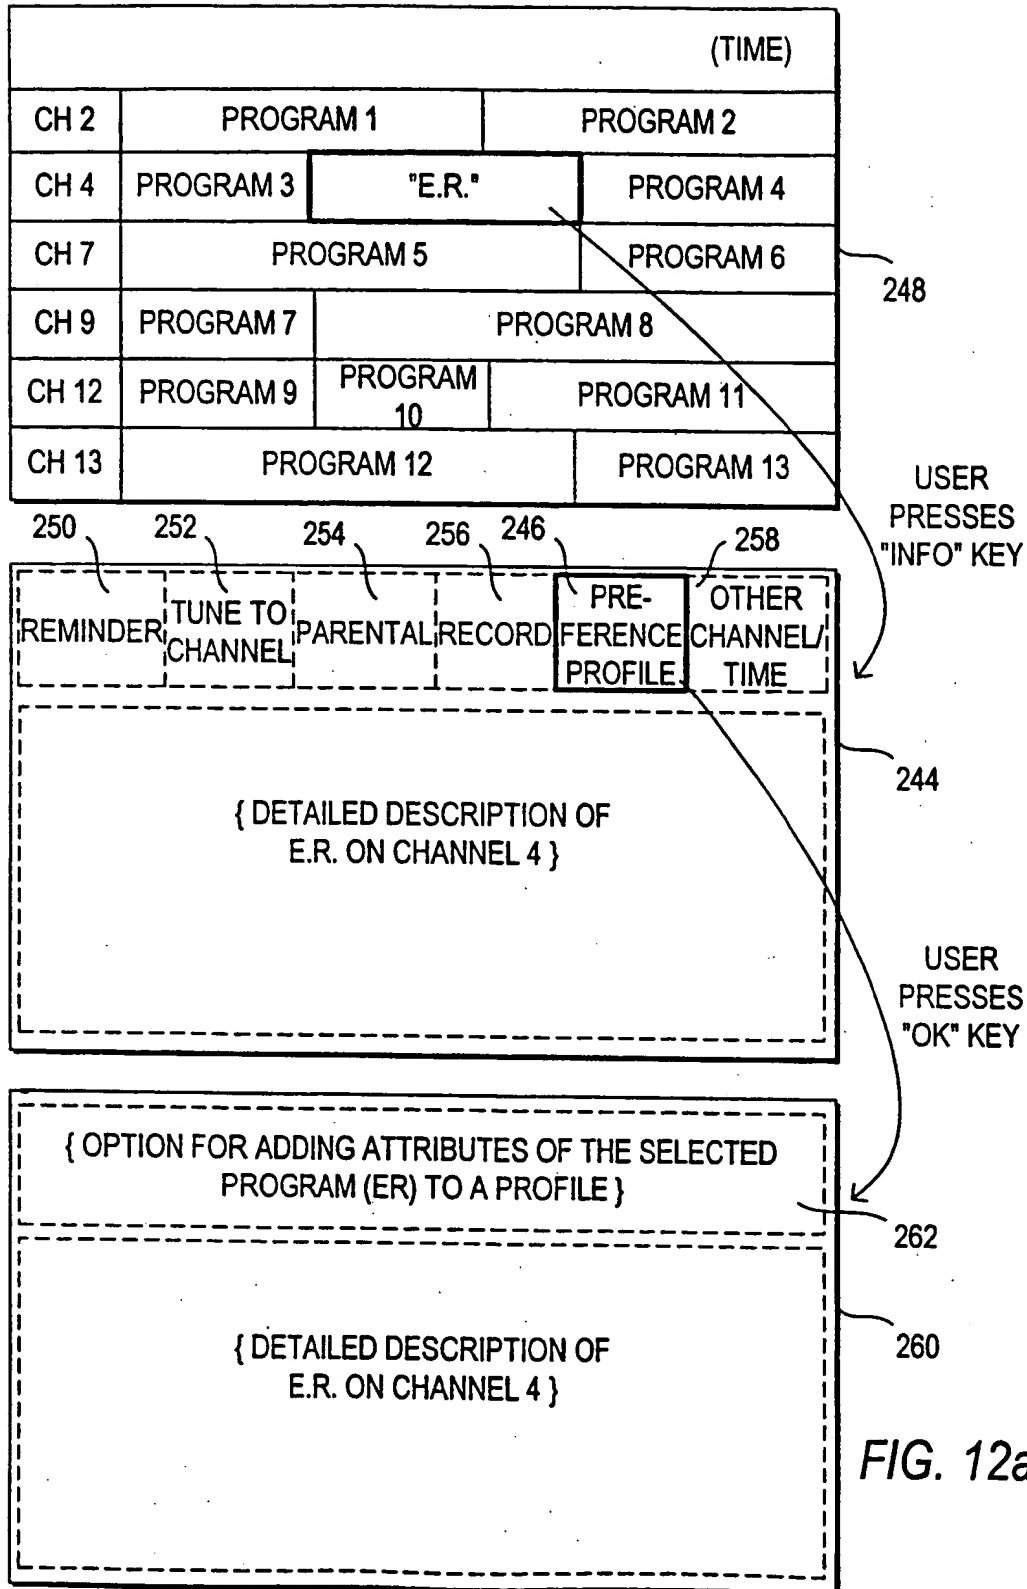 (TIME)
CH 2 PROGRAM 1 PROGRAM 2
CH 4 PROGRAM 3 "E.R." PROGRAM 4
CH 7 PROGRAM 5 PROGRAM 6
248
CH 9 PROGRAM 7 PROGRAM 8
CH 12 PROGRAM 9 PROGRAM 10 PROGRAM 11
CH 13 PROGRAM 12 PROGRAM 13
USER
PRESSES
"INFO" KEY
250 252 254 256 246 258
REMINDER
TUNE TO
CHANNEL
PARENTAL
RECORD
PRE-
FERENCE
PROFILE
OTHER
CHANNEL/
TIME
244
{ DETAILED DESCRIPTION OF
E.R. ON CHANNEL 4 }
USER
PRESSES
"OK" KEY
{ OPTION FOR ADDING ATTRIBUTES OF THE SELECTED
PROGRAM (ER) TO A PROFILE }
262
{ DETAILED DESCRIPTION OF
E.R. ON CHANNEL 4 }
260
FIG. 12a